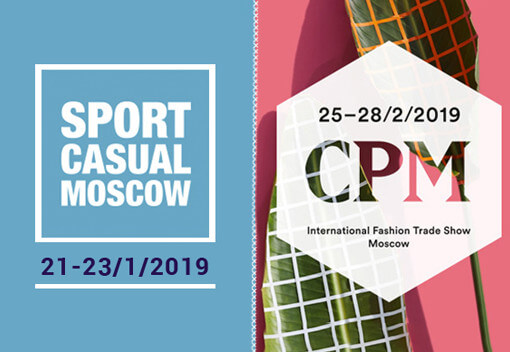 SPORT
CASUAL
MOSCOW
21-23/1/2019
25–28/2/2019
CPM
International Fashion Trade Show
Moscow